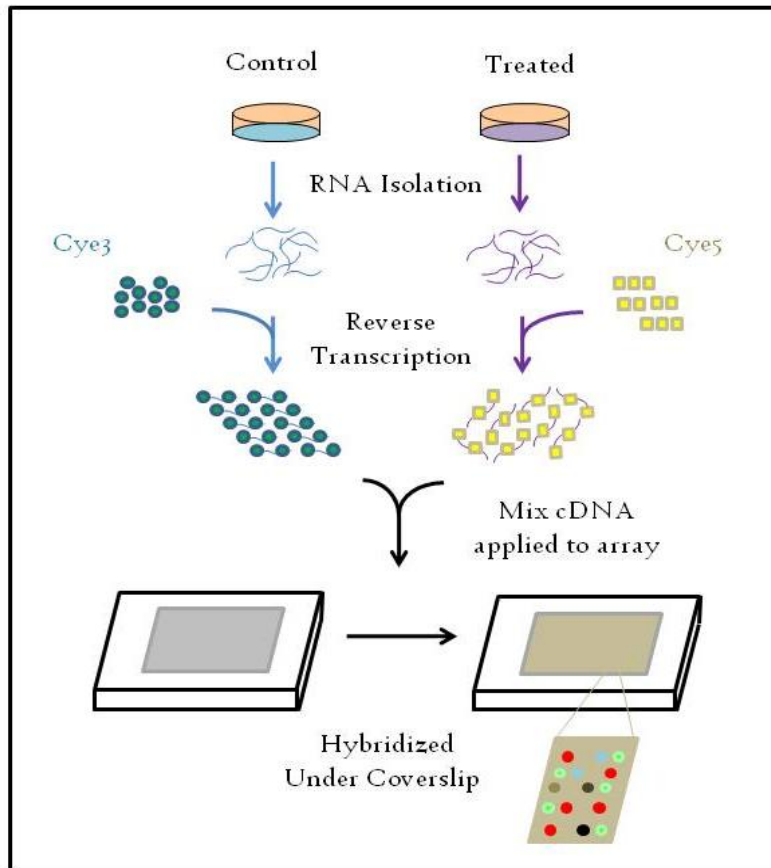 Control
Treated
RNA Isolation
Cye3
Cye5
Reverse
Transcription
Mix cDNA
applied to array
Hybridized
Under Coverslip